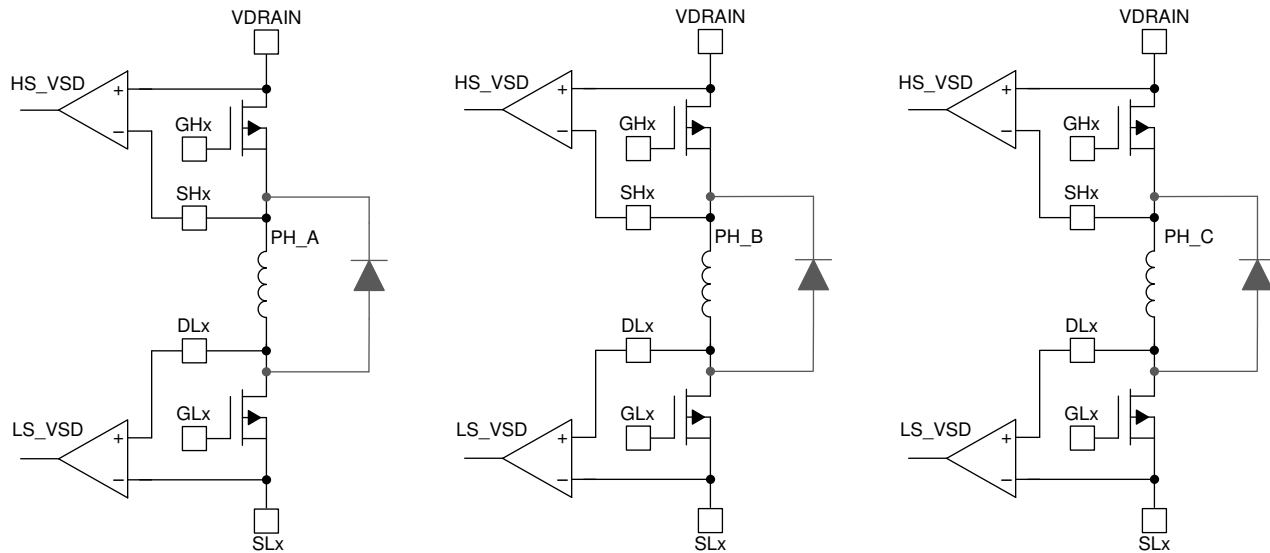 VDRAIN VDRAIN VDRAIN
HS_VSD + HS_VSD + HS_VSD +
GHx GHx GHx
− − −
SHx SHx SHx
PH_A PH_B PH_C
DLx DLx DLx
GLx GLx GLx
LS_VSD + LS_VSD + LS_VSD +
− − −
SLx SLx SLx